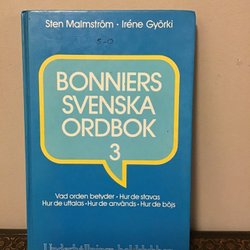 Sten Malmström • Iréne Györki
BONNIERS
SVENSKA
ORDBOK
3
Vad orden betyder • Hur de stavas
Hur de uttalas • Hur de används • Hur de böjs